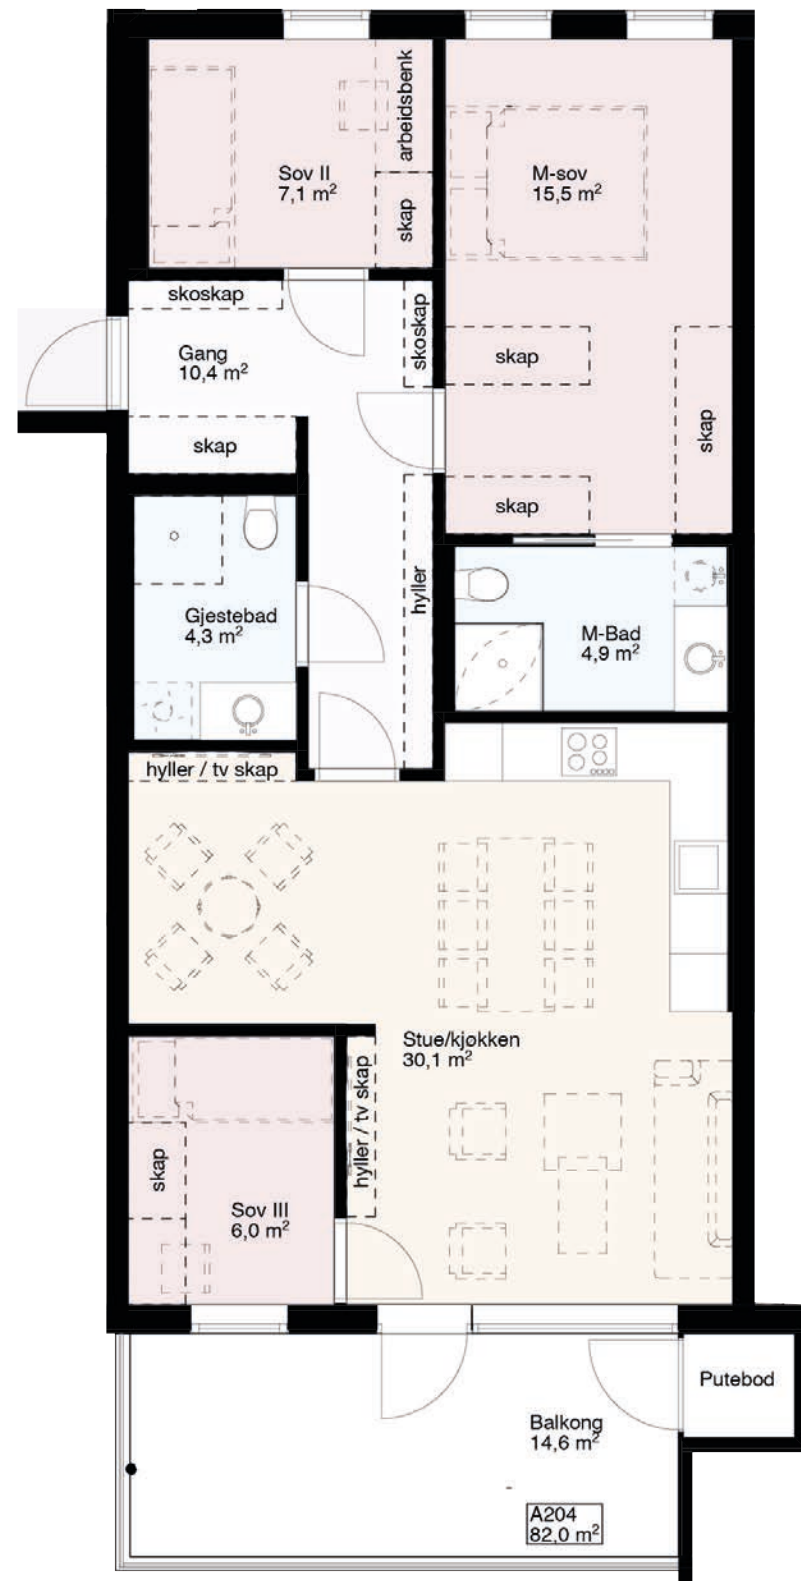 arbeidsbenk
Sov II
7,1 m²
skap
M-sov
15,5 m²
skoskap
skoskap
Gang
10,4 m²
skap
skap
skap
skap
hyller
Gjestebad
4,3 m²
M-Bad
4,9 m²
hyller / tv skap
Stue/kjøkken
30,1 m²
hyller / tv skap
skap
Sov III
6,0 m²
Putebod
Balkong
14,6 m²
A204
82,0 m²